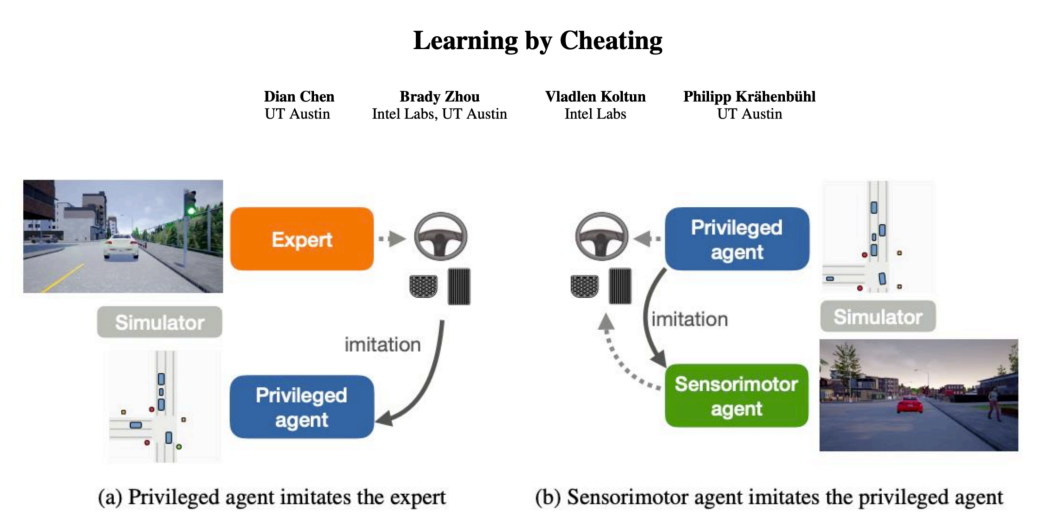 Learning by Cheating
Dian Chen
UT Austin
Brady Zhou
Intel Labs, UT Austin
Vladlen Koltun
Intel Labs
Philipp Krähenbühl
UT Austin
Expert
Simulator
imitation
Privileged
agent
(a) Privileged agent imitates the expert
Privileged
agent
imitation
Simulator
Sensorimotor
agent
(b) Sensorimotor agent imitates the privileged agent